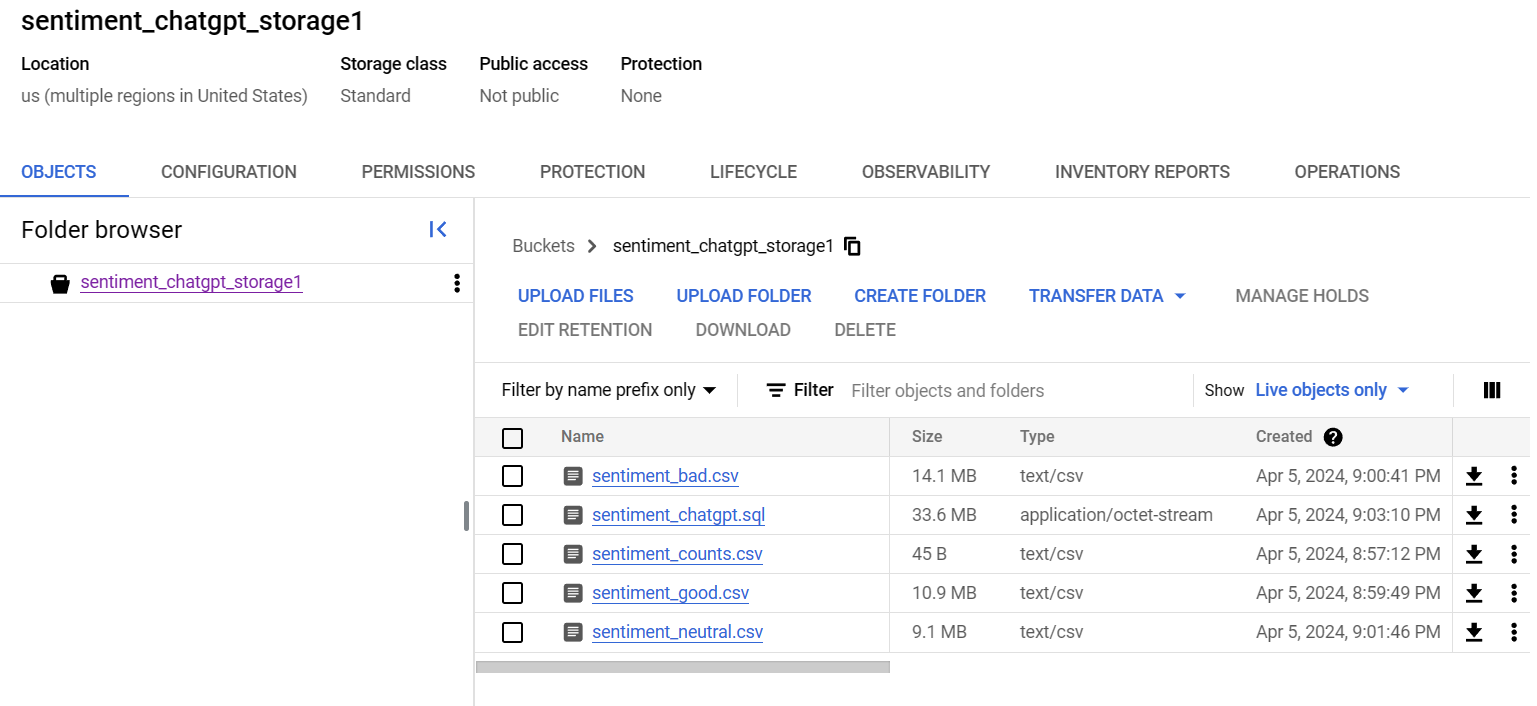 sentiment_chatgpt_storage1
Location Storage class Public access Protection
us (multiple regions in United States) Standard Not public None
OBJECTS CONFIGURATION PERMISSIONS PROTECTION LIFECYCLE OBSERVABILITY INVENTORY REPORTS OPERATIONS
Folder browser
sentiment_chatgpt_storage1
Buckets sentiment_chatgpt_storage1
UPLOAD FILES UPLOAD FOLDER CREATE FOLDER TRANSFER DATA MANAGE HOLDS
EDIT RETENTION DOWNLOAD DELETE
Filter by name prefix only Filter Filter objects and folders Show Live objects only
Name Size Type Created ?
sentiment_bad.csv 14.1 MB text/csv Apr 5, 2024, 9:00:41 PM
sentiment_chatgpt.sql 33.6 MB application/octet-stream Apr 5, 2024, 9:03:10 PM
sentiment_counts.csv 45 B text/csv Apr 5, 2024, 8:57:12 PM
sentiment_good.csv 10.9 MB text/csv Apr 5, 2024, 8:59:49 PM
sentiment_neutral.csv 9.1 MB text/csv Apr 5, 2024, 9:01:46 PM